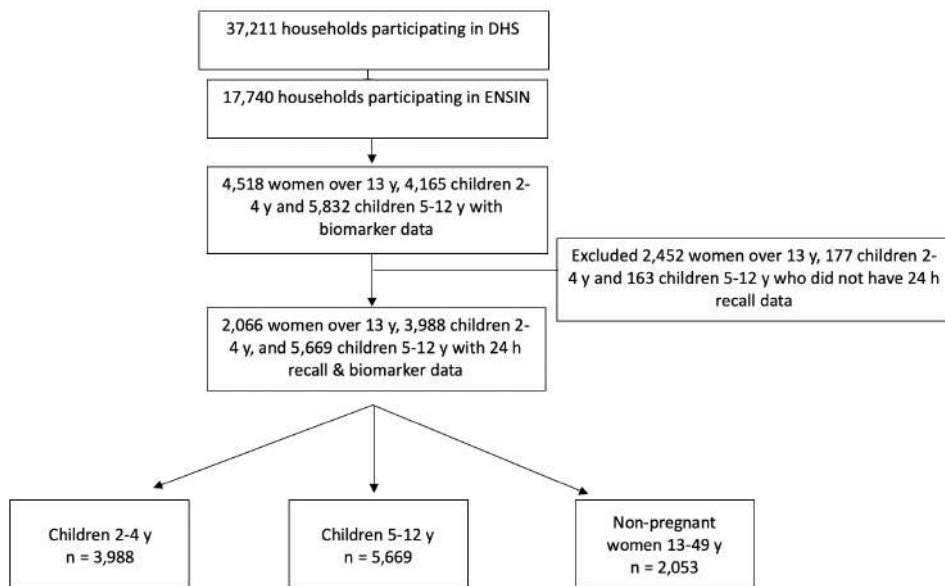 37,211 households participating in DHS
17,740 households participating in ENSIN
4,518 women over 13 y, 4,165 children 2-
4 y and 5,832 children 5-12 y with
biomarker data
Excluded 2,452 women over 13 y, 177 children 2-
4 y and 163 children 5-12 y who did not have 24 h
recall data
2,066 women over 13 y, 3,988 children 2-
4 y, and 5,669 children 5-12 y with 24 h
recall & biomarker data
Children 2-4 y
n = 3,988
Children 5-12 y
n = 5,669
Non-pregnant
women 13-49 y
n = 2,053